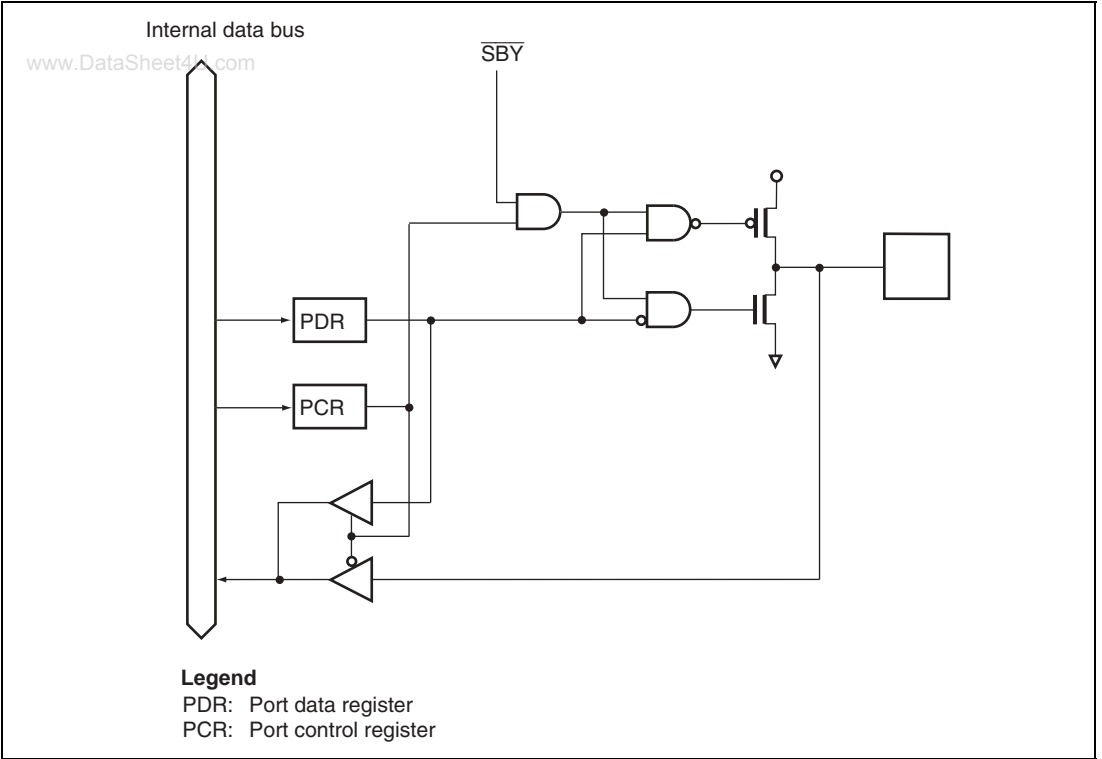 Internal data bus
www.DataSheet4U.com
SBY
PDR
PCR
Legend
PDR: Port data register
PCR: Port control register